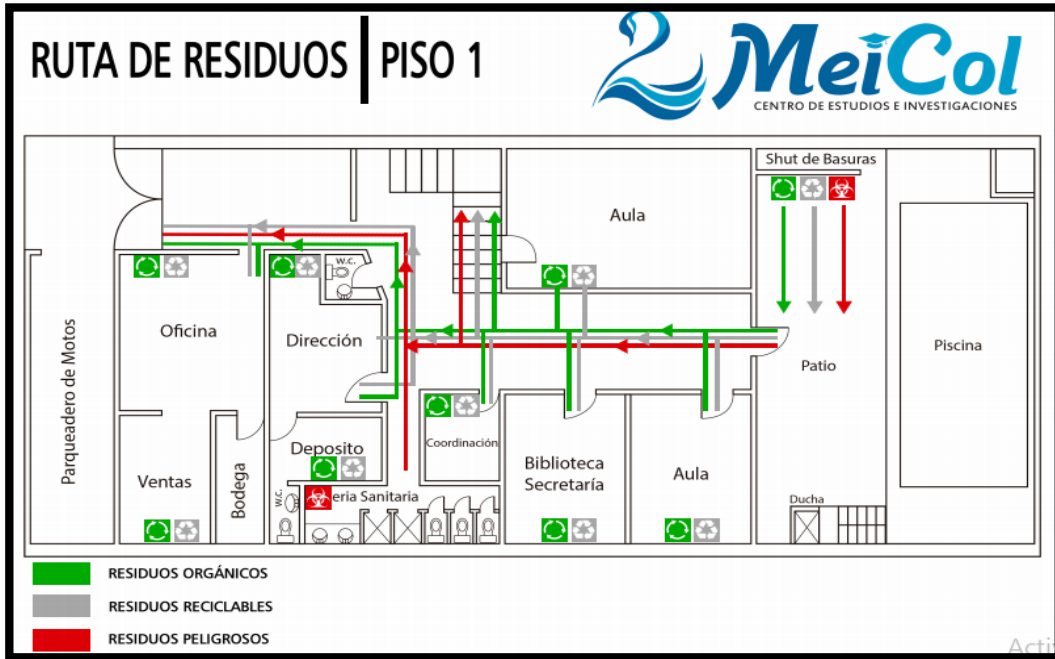 RUTA DE RESIDUOS | PISO 1
MeiCol
CENTRO DE ESTUDIOS E INVESTIGACIONES
Shut de Basuras
Aula
W.C.
Oficina
Dirección
Parqueadero de Motos
Patio
Piscina
Deposito
Coordinación
Biblioteca
Secretaría
Aula
Ventas
Bodega
W.C.
eria Sanitaria
Ducha
RESIDUOS ORGÁNICOS
RESIDUOS RECICLABLES
RESIDUOS PELIGROSOS
Acti